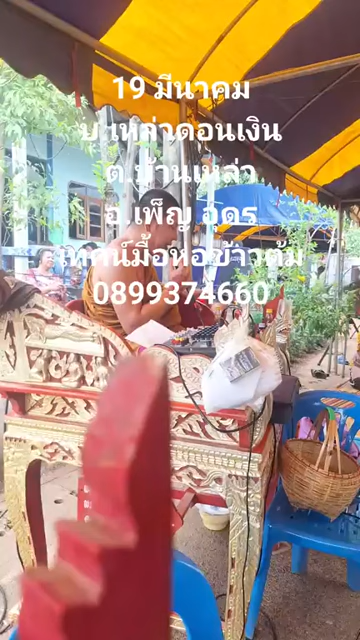 19 มีนาคม
บ.เหล่าดอนเงิน
ต.บ้านเหล่า
อ.เพ็ญ อุดร
เทศน์มื้อห่อข้าวต้ม
0899374660